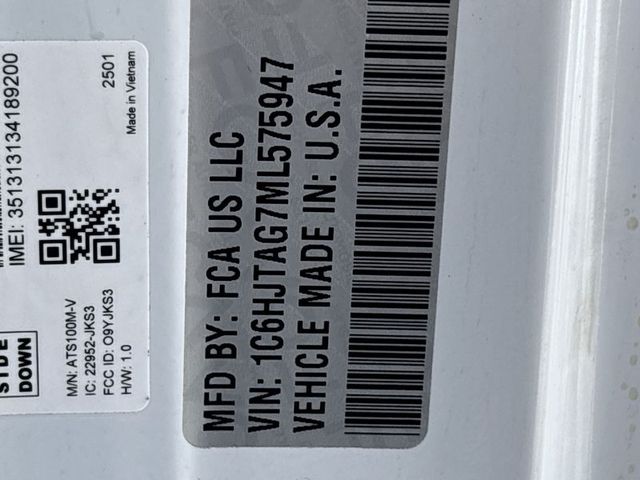 IMEI: 351313134189200
2501
Made in Vietnam
SIDE
DOWN
M/N: ATS100M-V
IC: 22952-JKS3
FCC ID: O9YJKS3
H/W: 1.0
MFD BY: FCA US LLC
VIN: 1C6HJTAG7ML575947
VEHICLE MADE IN: U.S.A.